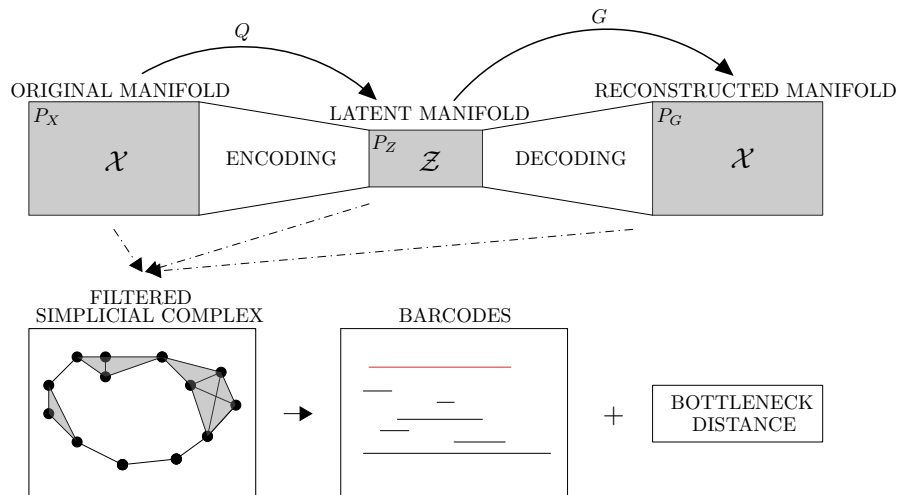 Q
G
ORIGINAL MANIFOLD
LATENT MANIFOLD
RECONSTRUCTED MANIFOLD
P_X
P_Z
P_G
𝒳
ENCODING
𝒵
DECODING
𝒳
FILTERED
SIMPLICIAL COMPLEX
BARCODES
+
BOTTLENECK
DISTANCE